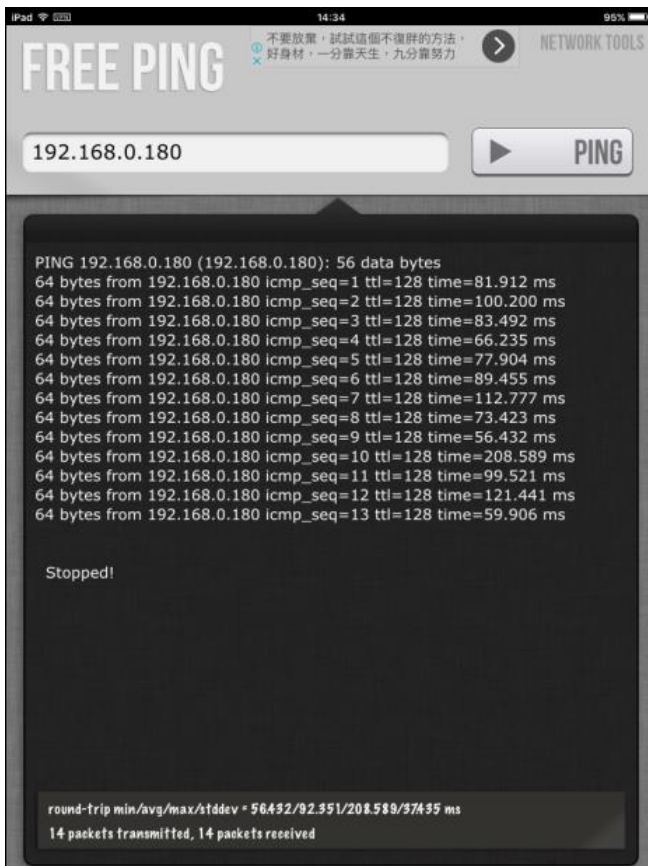 iPad VPN 14:34 95%
FREE PING
不要放棄，試試這個不復胖的方法，
好身材，一分靠天生，九分靠努力
NETWORK TOOLS
192.168.0.180
PING
PING 192.168.0.180 (192.168.0.180): 56 data bytes
64 bytes from 192.168.0.180 icmp_seq=1 ttl=128 time=81.912 ms
64 bytes from 192.168.0.180 icmp_seq=2 ttl=128 time=100.200 ms
64 bytes from 192.168.0.180 icmp_seq=3 ttl=128 time=83.492 ms
64 bytes from 192.168.0.180 icmp_seq=4 ttl=128 time=66.235 ms
64 bytes from 192.168.0.180 icmp_seq=5 ttl=128 time=77.904 ms
64 bytes from 192.168.0.180 icmp_seq=6 ttl=128 time=89.455 ms
64 bytes from 192.168.0.180 icmp_seq=7 ttl=128 time=112.777 ms
64 bytes from 192.168.0.180 icmp_seq=8 ttl=128 time=73.423 ms
64 bytes from 192.168.0.180 icmp_seq=9 ttl=128 time=56.432 ms
64 bytes from 192.168.0.180 icmp_seq=10 ttl=128 time=208.589 ms
64 bytes from 192.168.0.180 icmp_seq=11 ttl=128 time=99.521 ms
64 bytes from 192.168.0.180 icmp_seq=12 ttl=128 time=121.441 ms
64 bytes from 192.168.0.180 icmp_seq=13 ttl=128 time=59.906 ms
Stopped!
round-trip min/avg/max/stddev = 56.432/92.351/208.589/37.435 ms
14 packets transmitted, 14 packets received